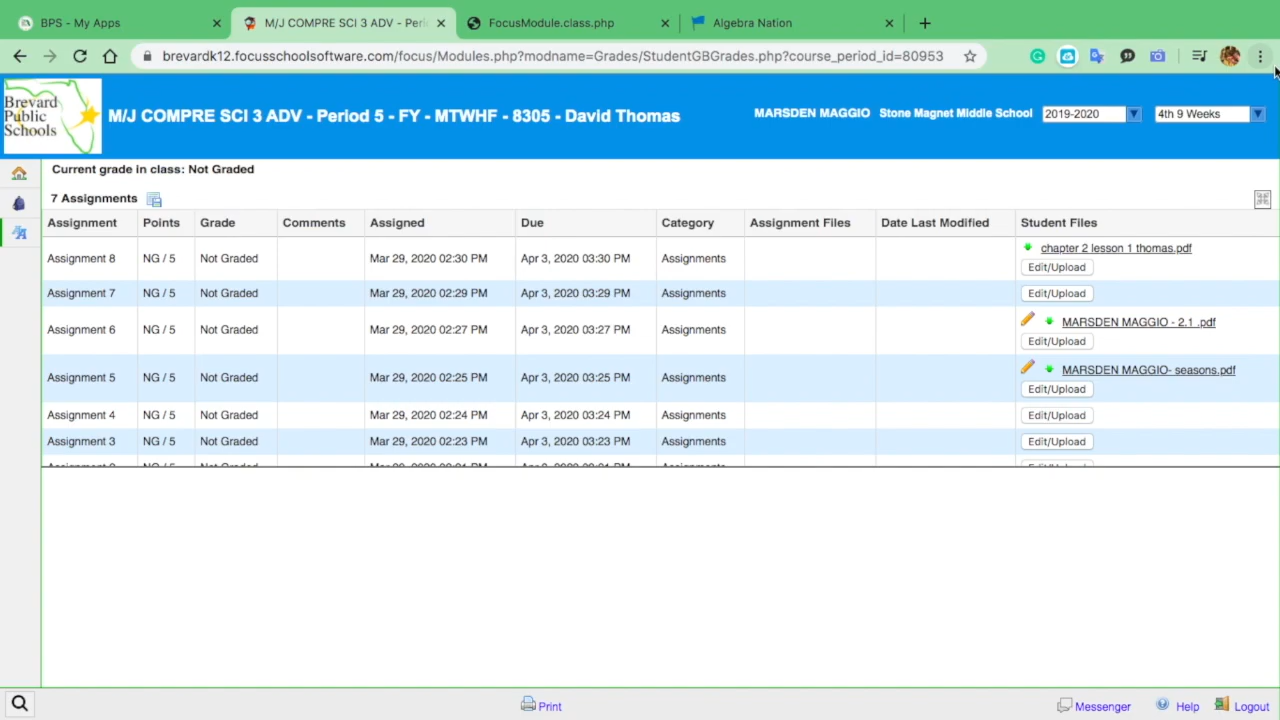 BPS - My Apps
M/J COMPRE SCI 3 ADV - Peri
FocusModule.class.php
Algebra Nation
brevardk12.focusschoolsoftware.com/focus/Modules.php?modname=Grades/StudentGBGrades.php?course_period_id=80953
Brevard
Public
Schools
M/J COMPRE SCI 3 ADV - Period 5 - FY - MTWHF - 8305 - David Thomas
MARSDEN MAGGIO Stone Magnet Middle School 2019-2020 4th 9 Weeks
Current grade in class: Not Graded
7 Assignments
Assignment Points Grade Comments Assigned Due Category Assignment Files Date Last Modified Student Files
chapter 2 lesson 1 thomas.pdf
Assignment 8 NG / 5 Not Graded Mar 29, 2020 02:30 PM Apr 3, 2020 03:30 PM Assignments
Edit/Upload
Assignment 7 NG / 5 Not Graded Mar 29, 2020 02:29 PM Apr 3, 2020 03:29 PM Assignments Edit/Upload
MARSDEN MAGGIO - 2.1 .pdf
Assignment 6 NG / 5 Not Graded Mar 29, 2020 02:27 PM Apr 3, 2020 03:27 PM Assignments
Edit/Upload
MARSDEN MAGGIO- seasons.pdf
Assignment 5 NG / 5 Not Graded Mar 29, 2020 02:25 PM Apr 3, 2020 03:25 PM Assignments
Edit/Upload
Assignment 4 NG / 5 Not Graded Mar 29, 2020 02:24 PM Apr 3, 2020 03:24 PM Assignments Edit/Upload
Assignment 3 NG / 5 Not Graded Mar 29, 2020 02:23 PM Apr 3, 2020 03:23 PM Assignments Edit/Upload
Print
Messenger Help Logout